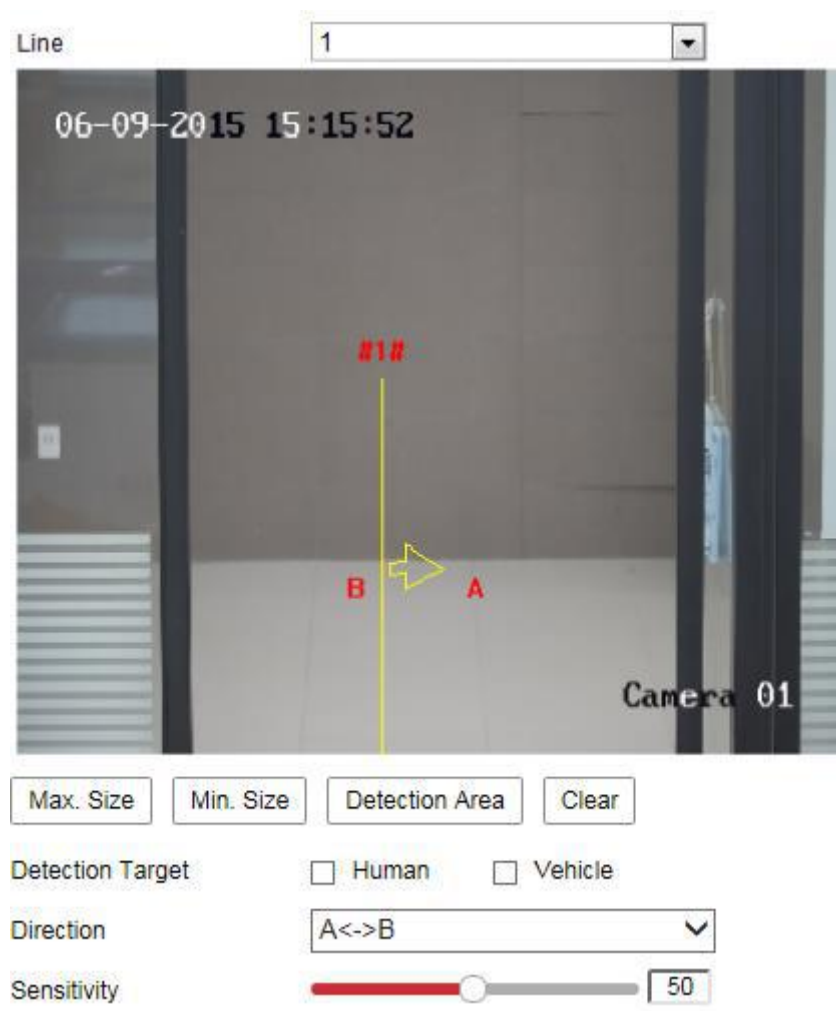 Line 1
06-09-2015 15:15:52
#1#
B A
Camera 01
Max. Size Min. Size Detection Area Clear
Detection Target Human Vehicle
Direction A<->B
Sensitivity 50